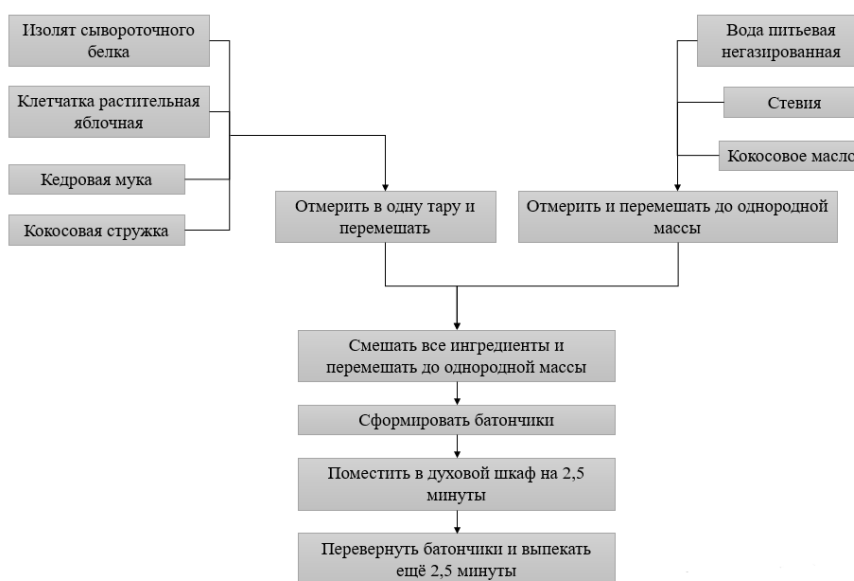 Изолят сывороточного
белка
Клетчатка растительная
яблочная
Кедровая мука
Кокосовая стружка
Вода питьевая
негазированная
Стевия
Кокосовое масло
Отмерить в одну тару и
перемешать
Отмерить и перемешать до однородной
массы
Смешать все ингредиенты и
перемешать до однородной массы
Сформировать батончики
Поместить в духовой шкаф на 2,5
минуты
Перевернуть батончики и выпекать
ещё 2,5 минуты